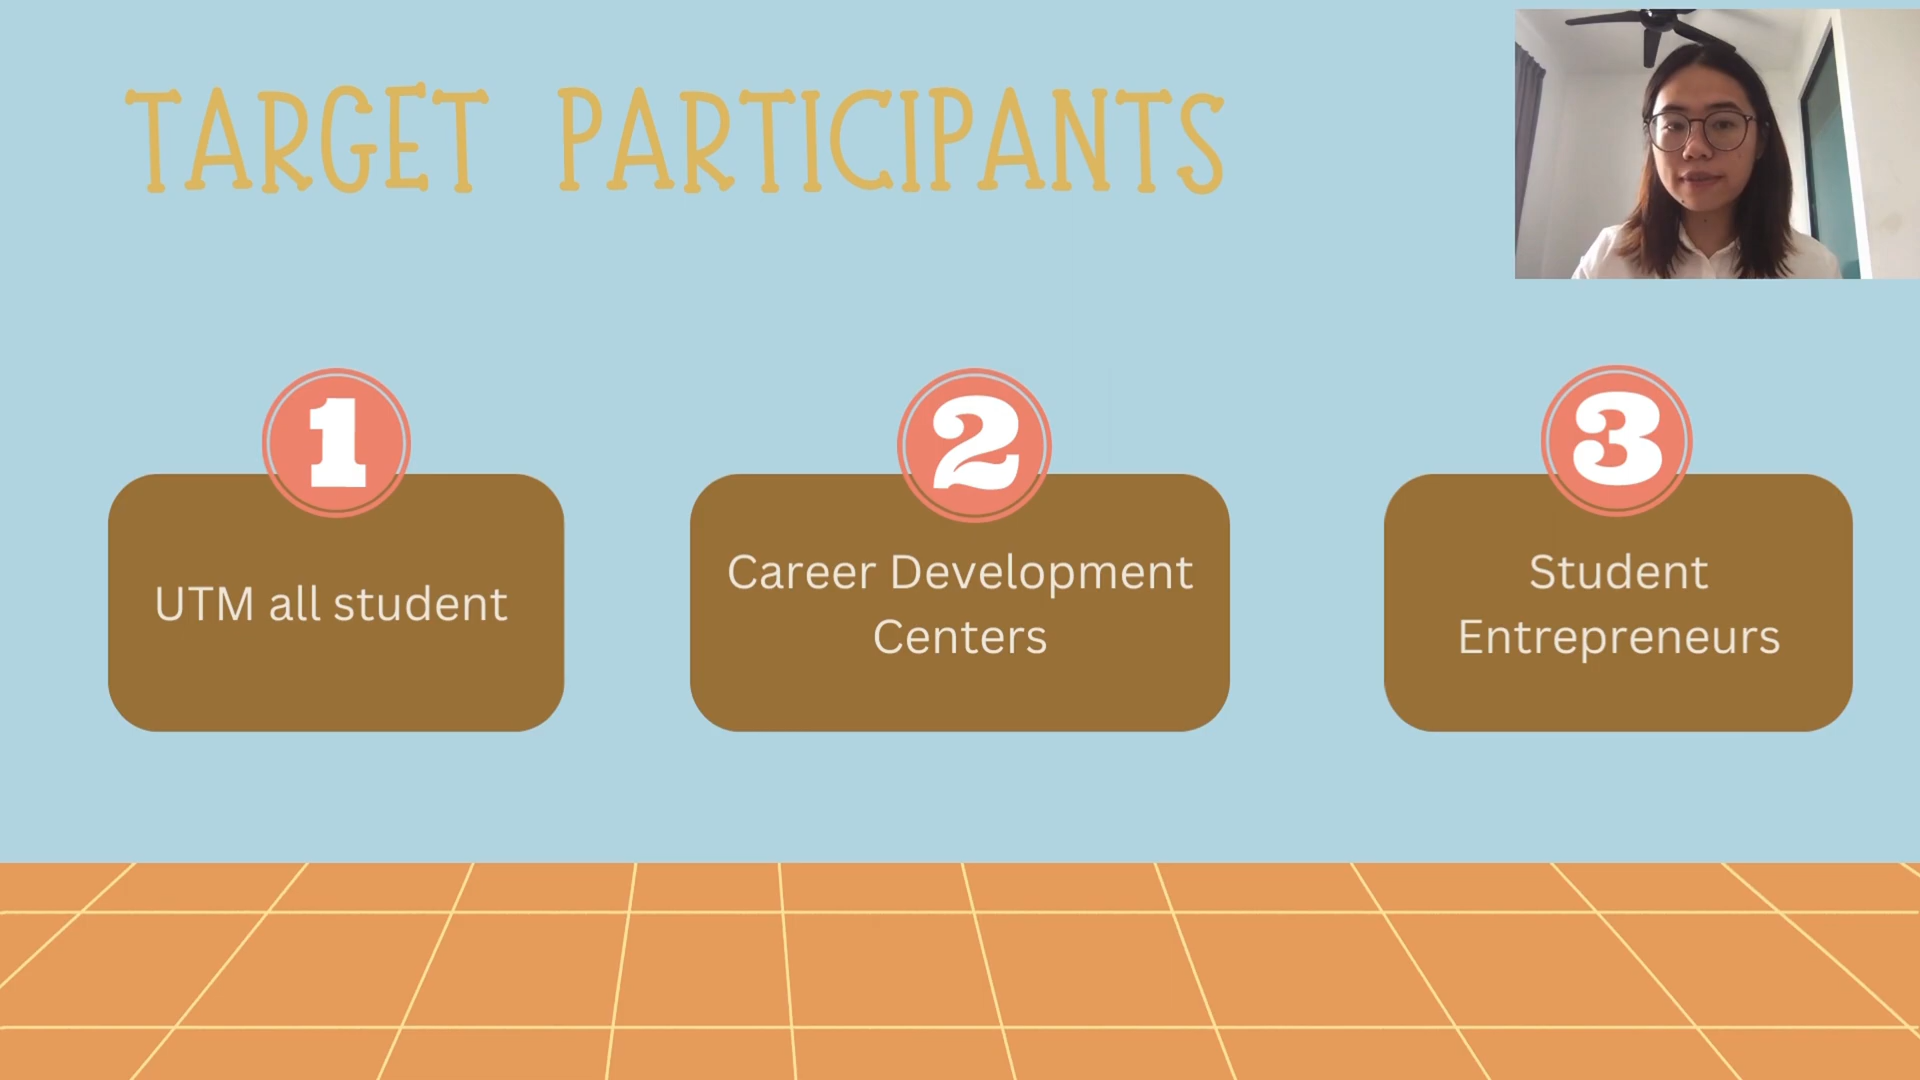 TARGET PARTICIPANTS
1
UTM all student
2
Career Development
Centers
3
Student
Entrepreneurs